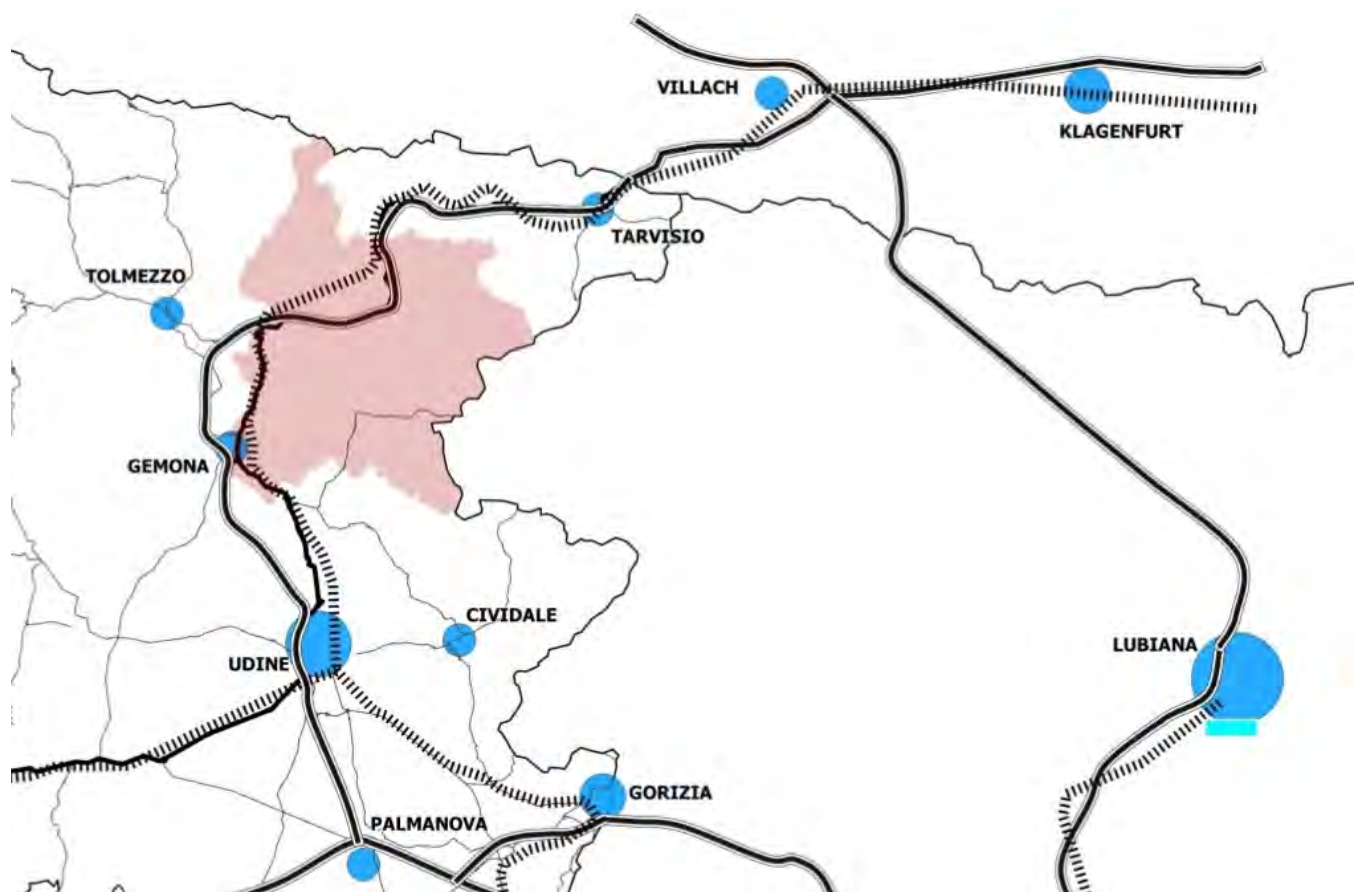 VILLACH
KLAGENFURT
TARVISIO
TOLMEZZO
GEMONA
CIVIDALE
UDINE
LUBIANA
GORIZIA
PALMANOVA